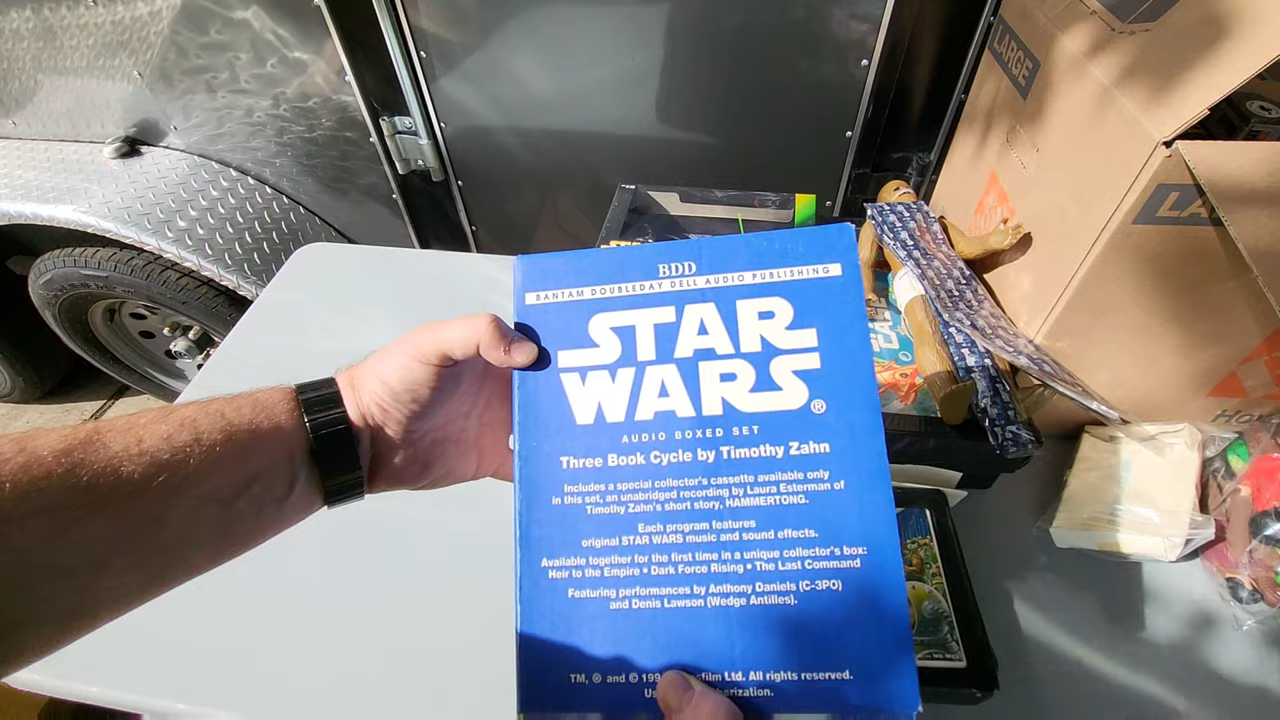 BDD
BANTAM DOUBLEDAY DELL AUDIO PUBLISHING
STAR
WARS®
AUDIO BOXED SET
Three Book Cycle by Timothy Zahn
Includes a special collector's cassette available only
in this set, an unabridged recording by Laura Esterman of
Timothy Zahn's short story, HAMMERTONG.
Each program features
original STAR WARS music and sound effects.
Available together for the first time in a unique collector's box:
Heir to the Empire • Dark Force Rising • The Last Command
Featuring performances by Anthony Daniels (C-3PO)
and Denis Lawson (Wedge Antilles).
TM, ® and © All rights reserved.
LARGE
LA